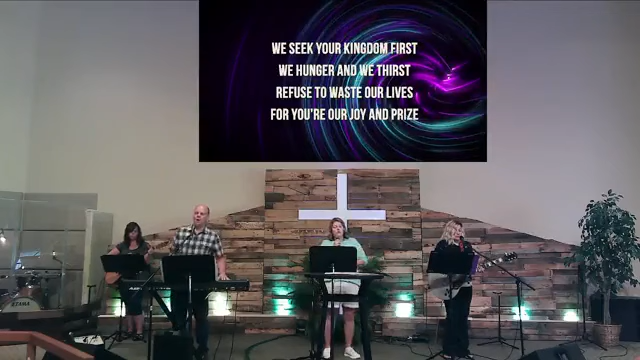 WE SEEK YOUR KINGDOM FIRST
WE HUNGER AND WE THIRST
REFUSE TO WASTE OUR LIVES
FOR YOU'RE OUR JOY AND PRIZE
TAMA